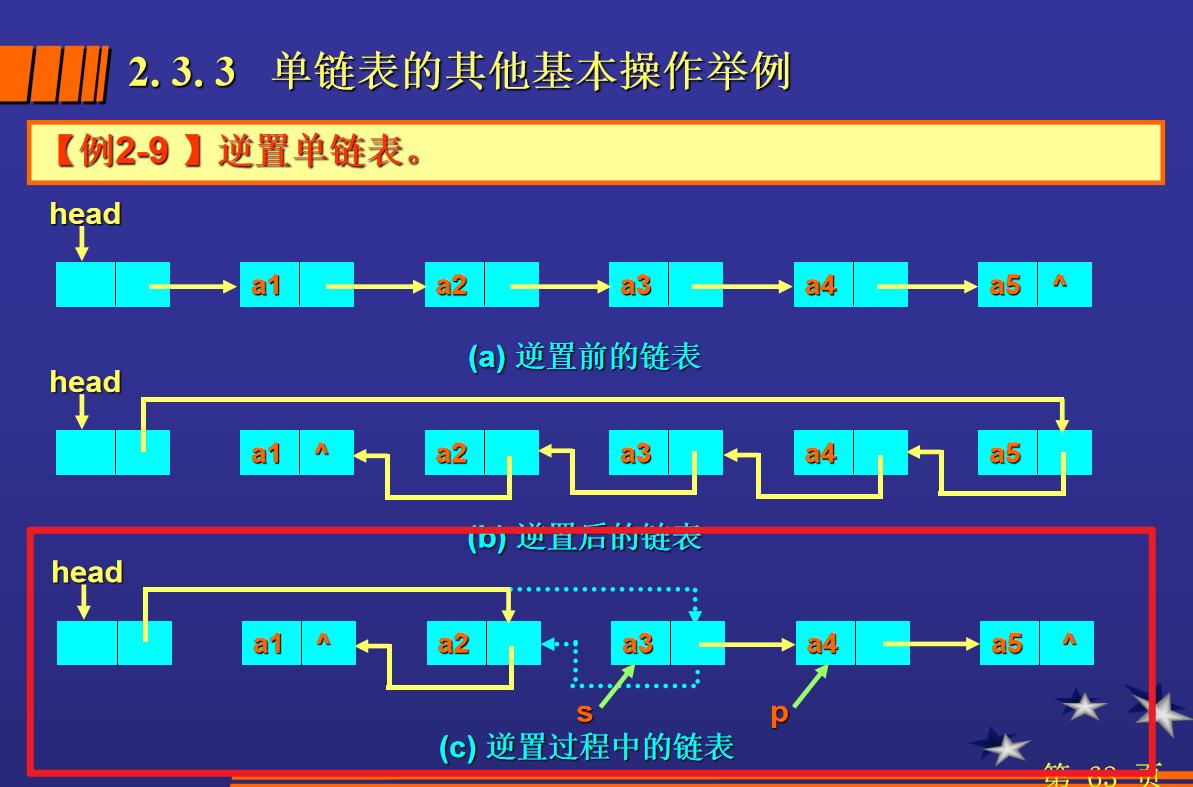 2.3.3 单链表的其他基本操作举例
【例2-9 】逆置单链表。
head
a1 a2 a3 a4 a5 ^
(a) 逆置前的链表
head
a1 ^ a2 a3 a4 a5
(b) 逆置后的链表
head
a1 ^ a2 a3 a4 a5 ^
s p
(c) 逆置过程中的链表
第 63 页